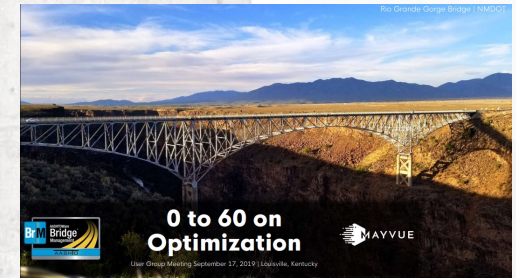 Rio Grande Gorge Bridge | NMDOT
0 to 60 on
Optimization
BrM
Bridge
Management
MAYVUE
User Group Meeting September 17, 2019 | Louisville, Kentucky